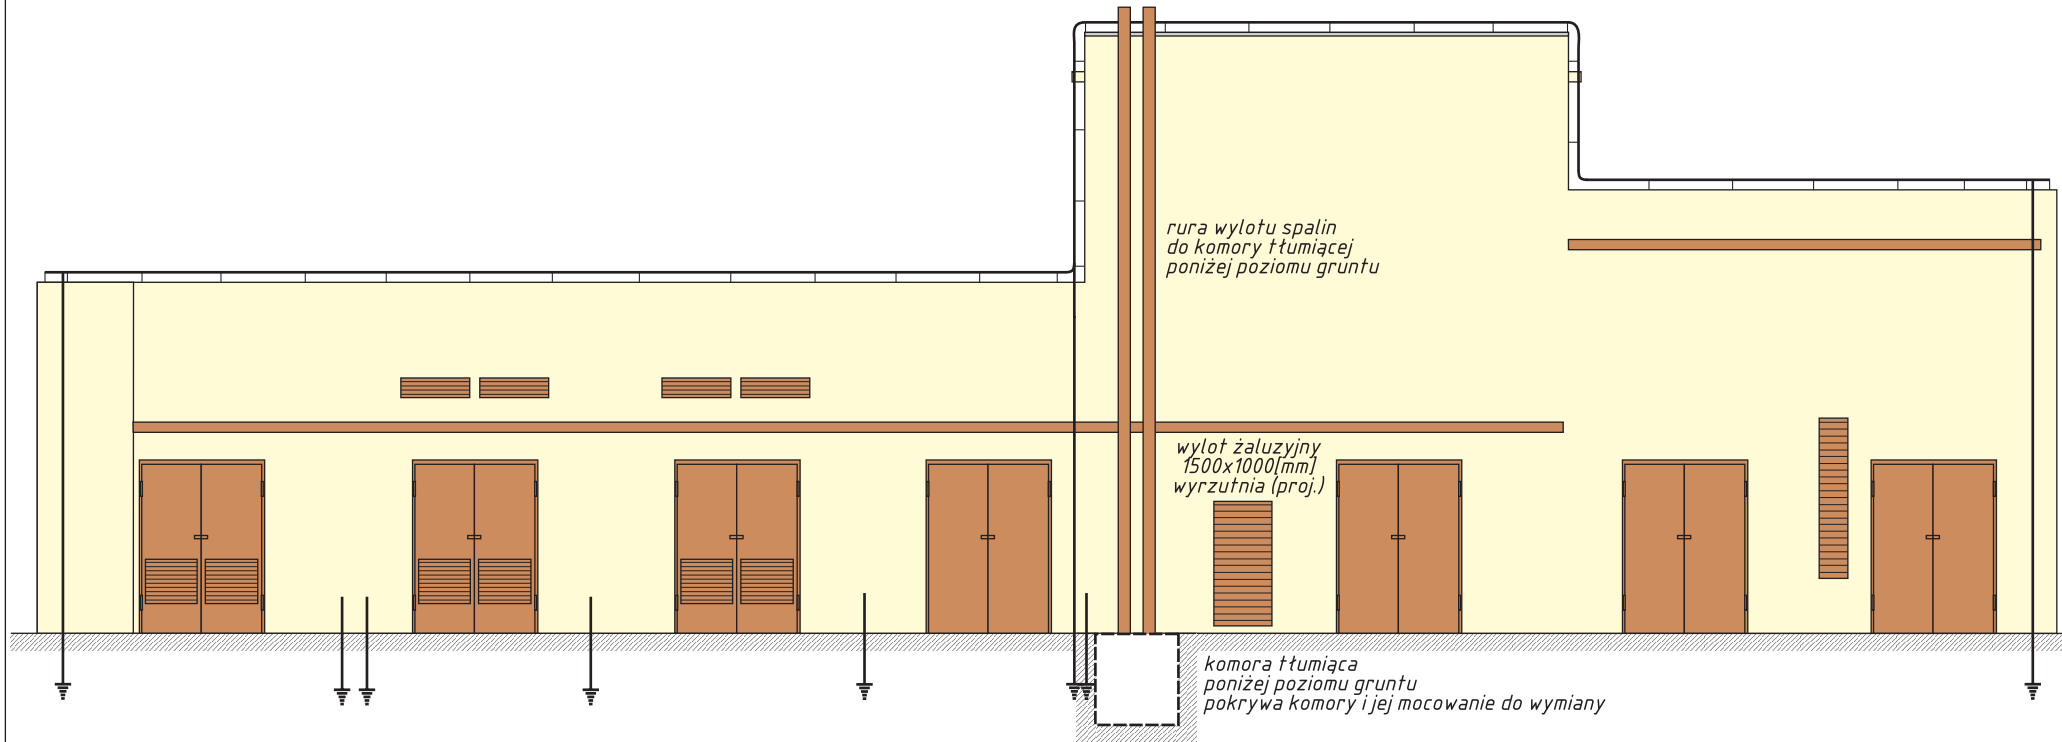 rura wylotu spalin
do komory tłumiącej
poniżej poziomu gruntu
wylot żaluzyjny
1500x1000[mm]
wyrzutnia (proj.)
komora tłumiąca
poniżej poziomu gruntu
pokrywa komory i jej mocowanie do wymiany